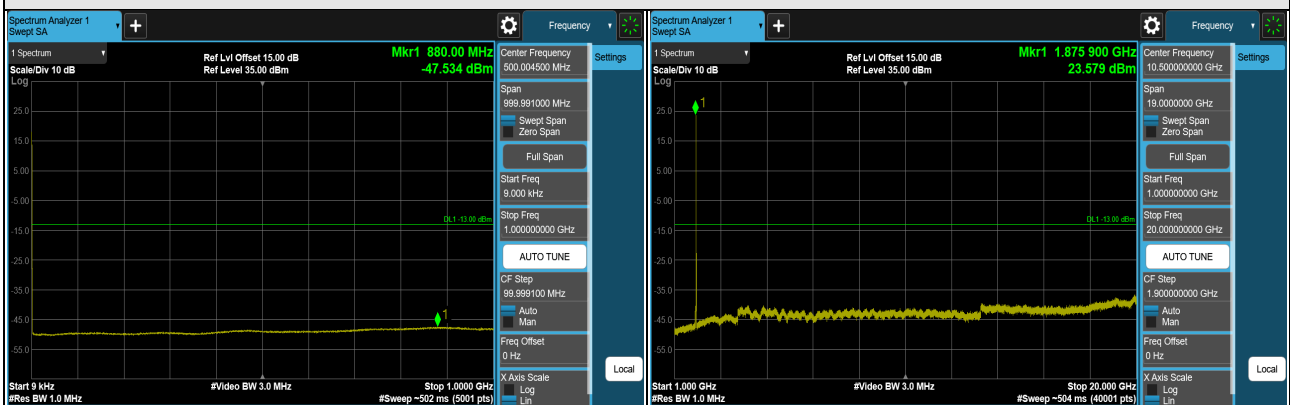 Spectrum Analyzer 1
Swept SA
Frequency
1 Spectrum
Scale/Div 10 dB
Log
Ref Lvl Offset 15.00 dB
Ref Level 35.00 dBm
Mkr1 880.00 MHz
-47.534 dBm
1
25.0
15.0
5.00
-5.00
-15.0
-25.0
-35.0
-45.0
-55.0
DL1 -13.00 dBm
Start 9 kHz
#Res BW 1.0 MHz
#Video BW 3.0 MHz
Stop 1.0000 GHz
#Sweep ~502 ms (5001 pts)
Center Frequency
500.004500 MHz
Span
999.991000 MHz
Swept Span
Zero Span
Full Span
Start Freq
9.000 kHz
Stop Freq
1.000000000 GHz
AUTO TUNE
CF Step
99.999100 MHz
Auto
Man
Freq Offset
0 Hz
X Axis Scale
Log
Lin
Settings
Local
Spectrum Analyzer 1
Swept SA
Frequency
1 Spectrum
Scale/Div 10 dB
Log
Ref Lvl Offset 15.00 dB
Ref Level 35.00 dBm
Mkr1 1.875 900 GHz
23.579 dBm
1
25.0
15.0
5.00
-5.00
-15.0
-25.0
-35.0
-45.0
-55.0
DL1 -13.00 dBm
Start 1.000 GHz
#Res BW 1.0 MHz
#Video BW 3.0 MHz
Stop 20.000 GHz
#Sweep ~504 ms (40001 pts)
Center Frequency
10.500000000 GHz
Span
19.0000000 GHz
Swept Span
Zero Span
Full Span
Start Freq
1.000000000 GHz
Stop Freq
20.000000000 GHz
AUTO TUNE
CF Step
1.900000000 GHz
Auto
Man
Freq Offset
0 Hz
X Axis Scale
Log
Lin
Settings
Local